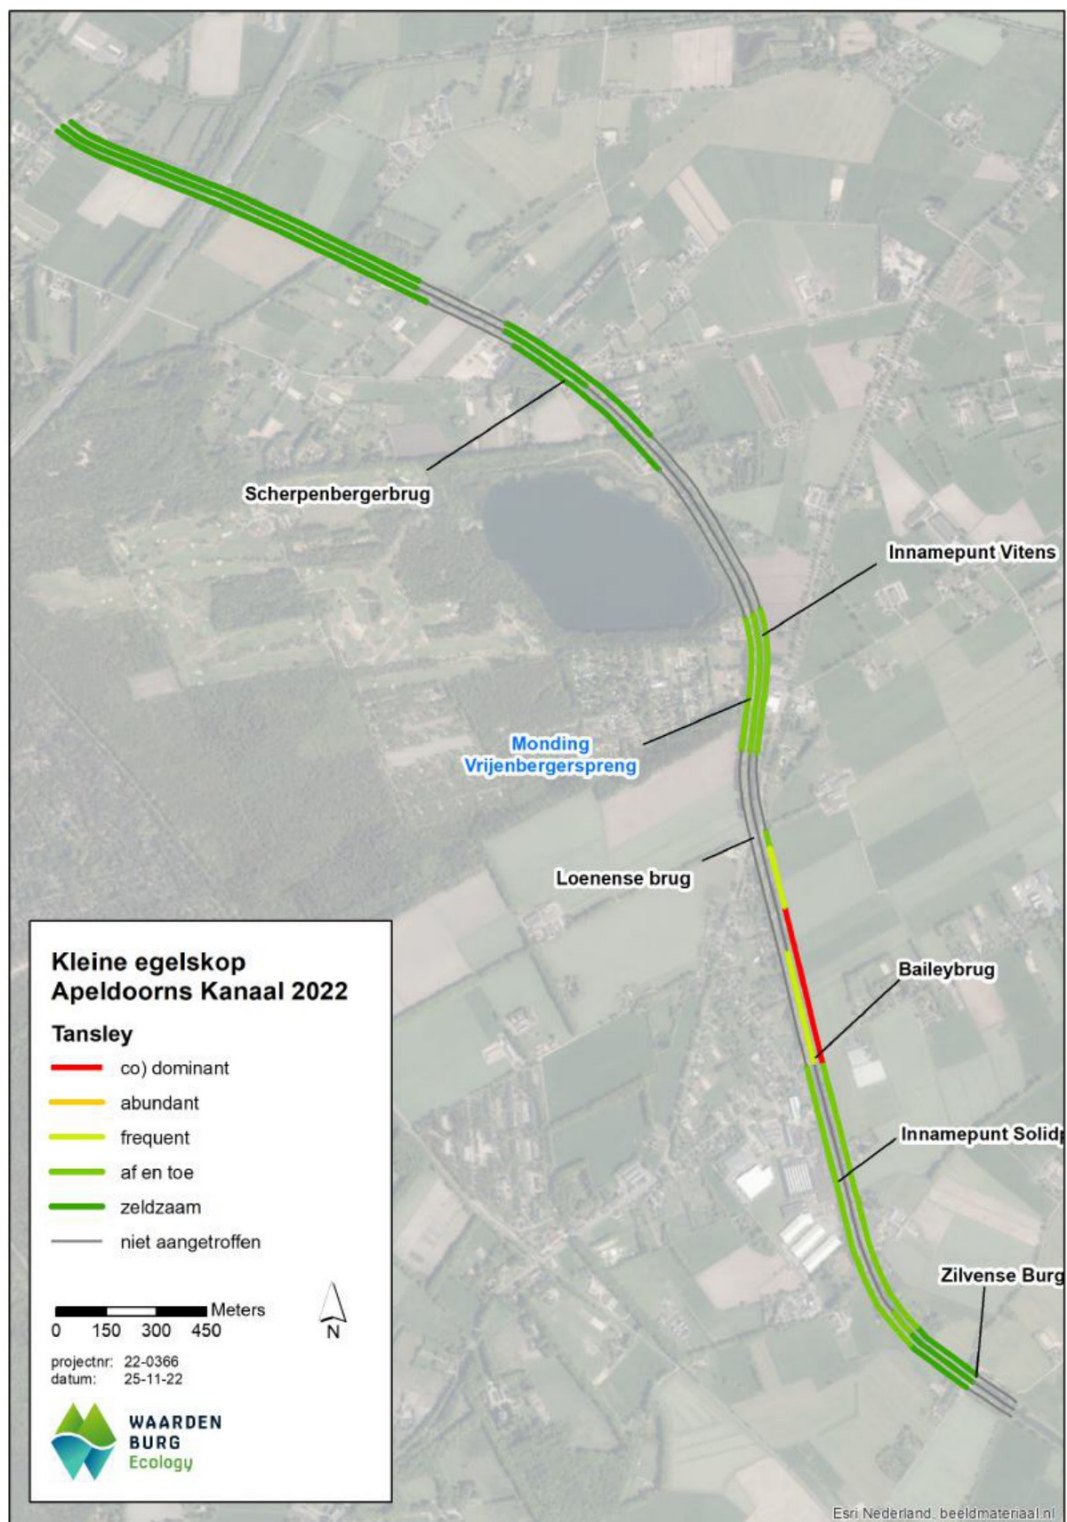 Scherpenbergerbrug
Innamepunt Vitens
Monding
Vrijenbergerspreng
Loenense brug
Baileybrug
Innamepunt Solidp
Zilvense Burg
Kleine egelskop
Apeldoorns Kanaal 2022
Tansley
co) dominant
abundant
frequent
af en toe
zeldzaam
niet aangetroffen
Meters
0 150 300 450
N
projectnr: 22-0366
datum: 25-11-22
WAARDEN
BURG
Ecology
Esri Nederland, beeldmateriaal.nl